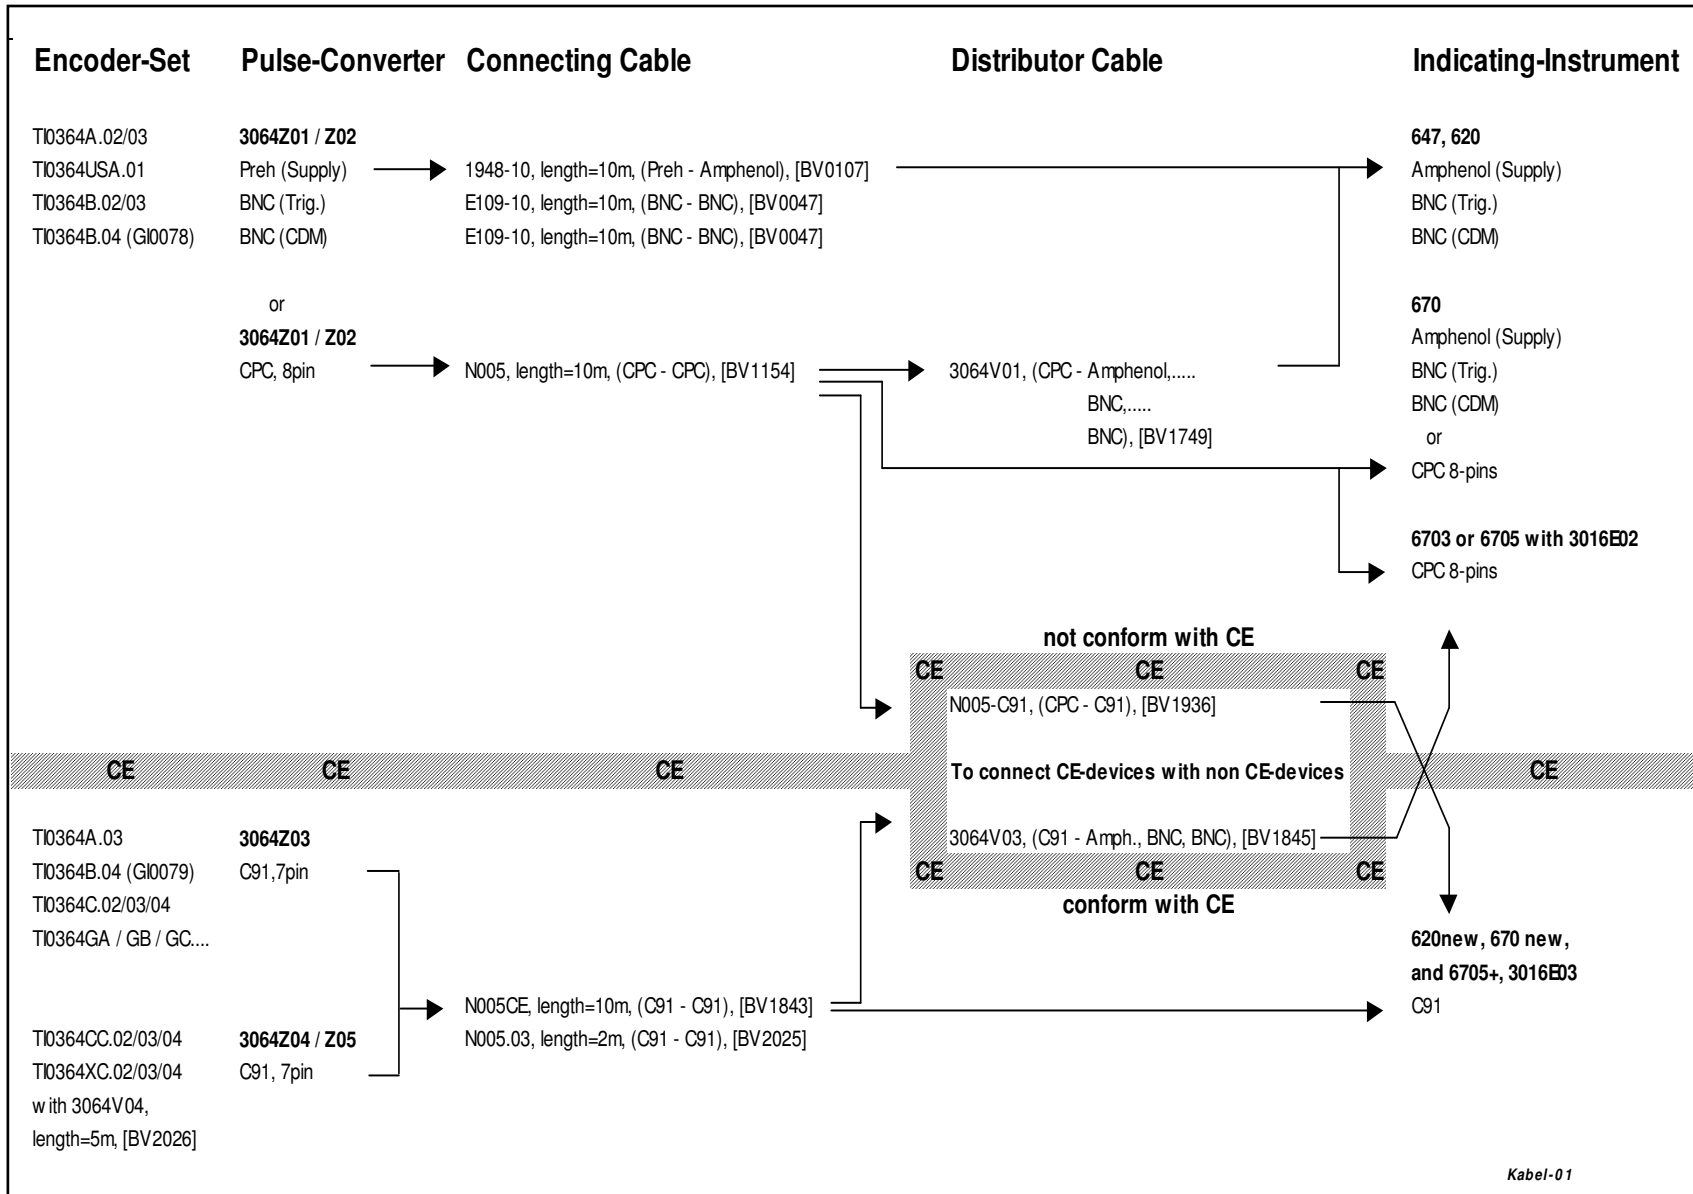 Encoder-Set Pulse-Converter Connecting Cable Distributor Cable Indicating-Instrument
TI0364A.02/03 3064Z01 / Z02 647, 620
TI0364USA.01 Preh (Supply) 1948-10, length=10m, (Preh - Amphenol), [BV0107] Amphenol (Supply)
TI0364B.02/03 BNC (Trig.) E109-10, length=10m, (BNC - BNC), [BV0047] BNC (Trig.)
TI0364B.04 (GI0078) BNC (CDM) E109-10, length=10m, (BNC - BNC), [BV0047] BNC (CDM)
or 670
3064Z01 / Z02 Amphenol (Supply)
CPC, 8pin N005, length=10m, (CPC - CPC), [BV1154] 3064V01, (CPC - Amphenol,..... BNC (Trig.)
BNC,..... BNC (CDM)
BNC), [BV1749] or
CPC 8-pins
6703 or 6705 with 3016E02
CPC 8-pins
not conform with CE
CE CE CE
N005-C91, (CPC - C91), [BV1936]
CE CE CE To connect CE-devices with non CE-devices CE
TI0364A.03 3064Z03 3064V03, (C91 - Amph., BNC, BNC), [BV1845]
TI0364B.04 (GI0079) C91,7pin CE CE CE
TI0364C.02/03/04 conform with CE
TI0364GA / GB / GC.... 620new, 670 new,
and 6705+, 3016E03
N005CE, length=10m, (C91 - C91), [BV1843] C91
TI0364CC.02/03/04 3064Z04 / Z05 N005.03, length=2m, (C91 - C91), [BV2025]
TI0364XC.02/03/04 C91, 7pin
with 3064V04,
length=5m, [BV2026]
Kabel-01